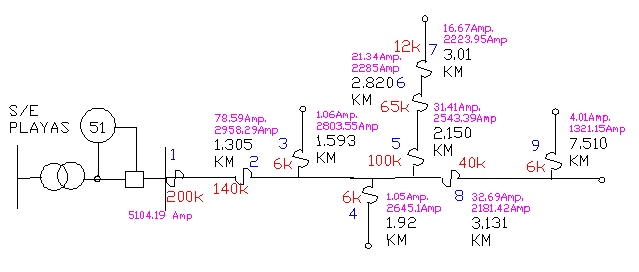 16.67Amp.
2223.95Amp
12k
7
3.01
KM
21.34Amp.
2285Amp
2.820
6
KM
65k
S/E
PLAYAS
51
78.59Amp.
2958.29Amp
1.305
KM
1.06Amp.
2803.55Amp
1.593
KM
31.41Amp.
2543.39Amp
2.150
KM
4.01Amp.
1321.15Amp
7.510
KM
1
2
3
5
9
200k
140k
6k
100k
40k
6k
5104.19 Amp
6k
4
1.05Amp.
2645.1Amp
1.92
KM
8
32.69Amp.
2181.42Amp
3.131
KM